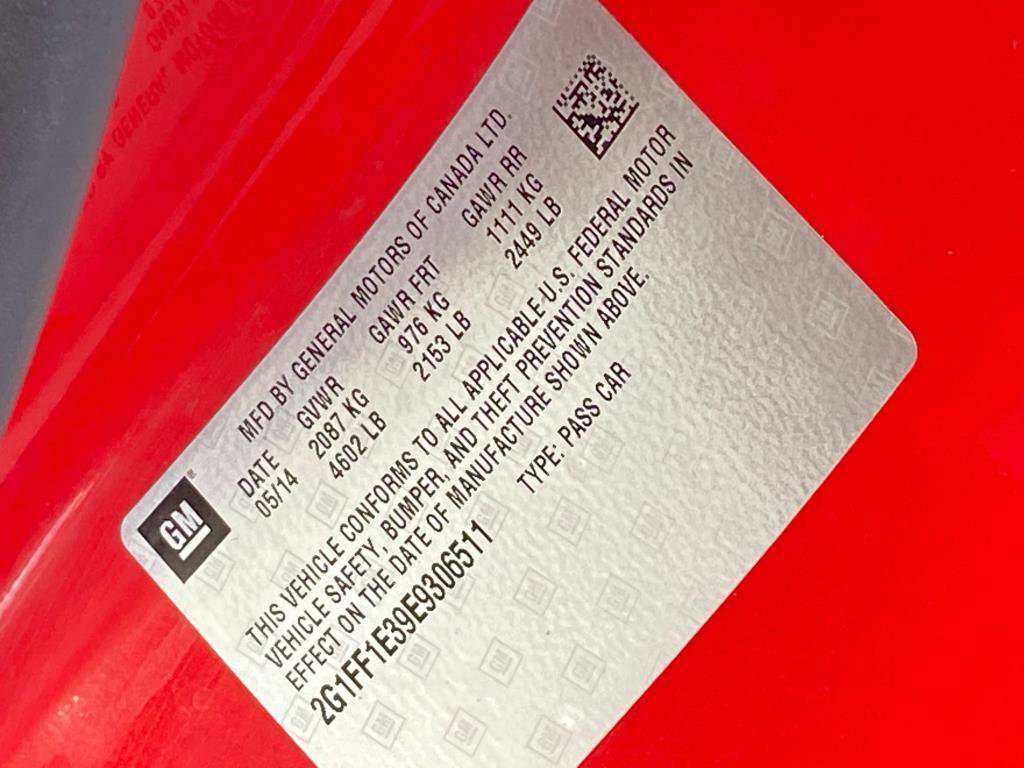 GM
MFD BY GENERAL MOTORS OF CANADA LTD.
DATE GVWR GAWR FRT GAWR RR
05/14 2087 KG 976 KG 1111 KG
4602 LB 2153 LB 2449 LB
THIS VEHICLE CONFORMS TO ALL APPLICABLE U.S. FEDERAL MOTOR
VEHICLE SAFETY, BUMPER, AND THEFT PREVENTION STANDARDS IN
EFFECT ON THE DATE OF MANUFACTURE SHOWN ABOVE.
2G1FF1E39E9306511 TYPE: PASS CAR